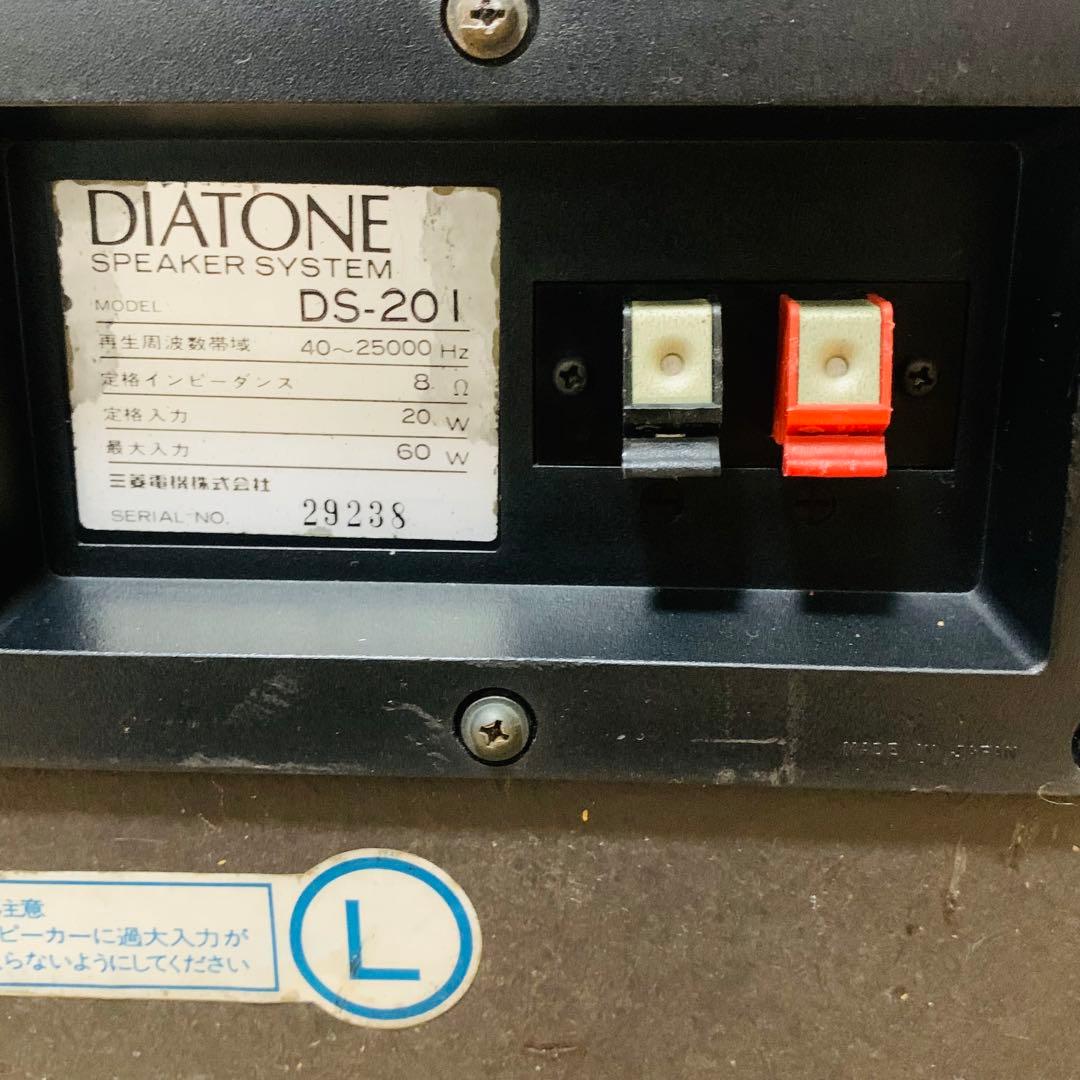 DIATONE
SPEAKER SYSTEM
MODEL DS-201
再生周波数帯域 40～25000 Hz
定格インピーダンス 8 Ω
定格入力 20 W
最大入力 60 W
三菱電機株式会社
SERIAL NO. 29238
MADE IN JAPAN
注意
ピーカーに過大入力が
らないようにしてください
L